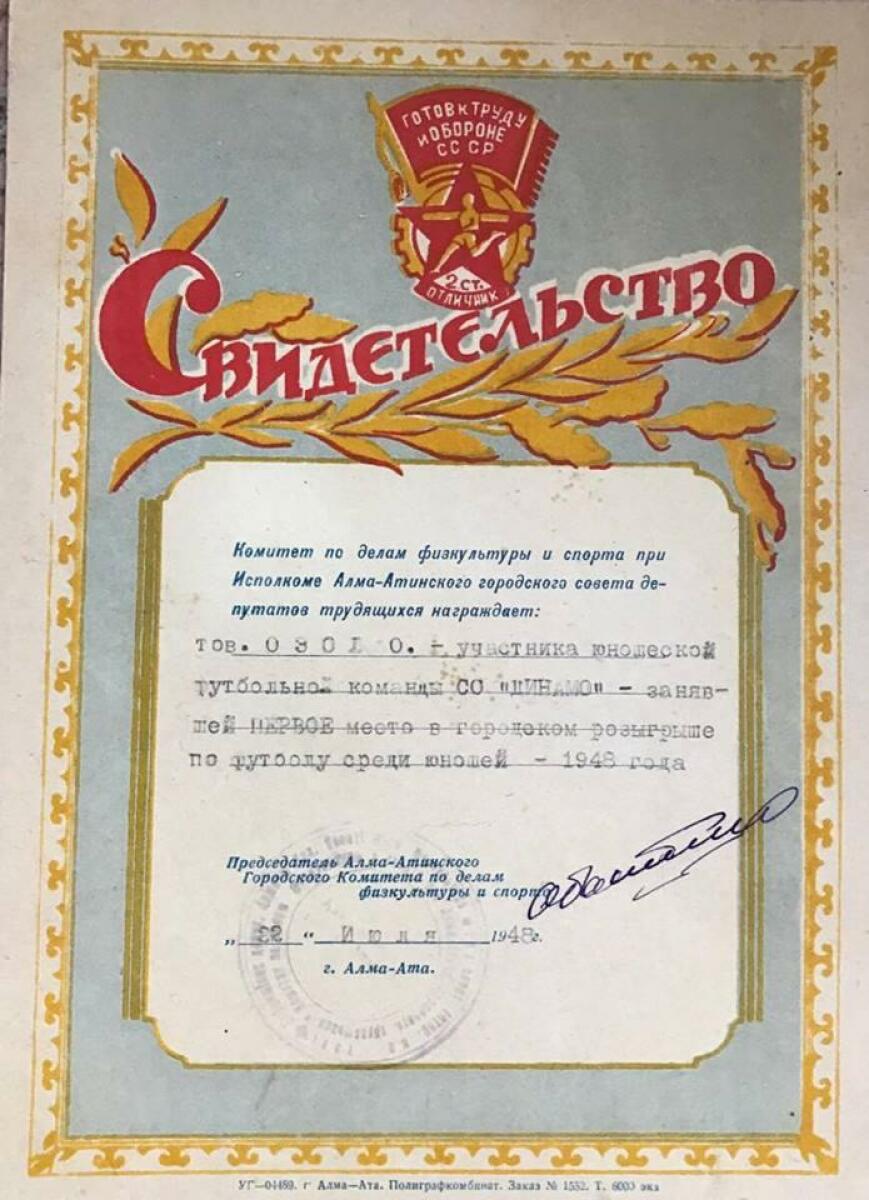 ГОТОВ К ТРУДУ
И ОБОРОНЕ
СССР
2 СТ.
ОТЛИЧНИК
СВИДЕТЕЛЬСТВО
Комитет по делам физкультуры и спорта при
Исполкоме Алма-Атинского городского совета де-
путатов трудящихся награждает:
тов. О З О Л О. - участника юношеской
футбольной команды СО "ДИНАМО" - заняв-
шей ПЕРВОЕ место в городском розыгрыше
по футболу среди юношей - 1948 года
Председатель Алма-Атинского
Городского Комитета по делам
физкультуры и спорта
„ 22 “ Июля 1948г.
г. Алма-Ата.
УГ—04489. г Алма—Ата. Полиграфкомбинат. Заказ № 1532. Т. 6000 экз